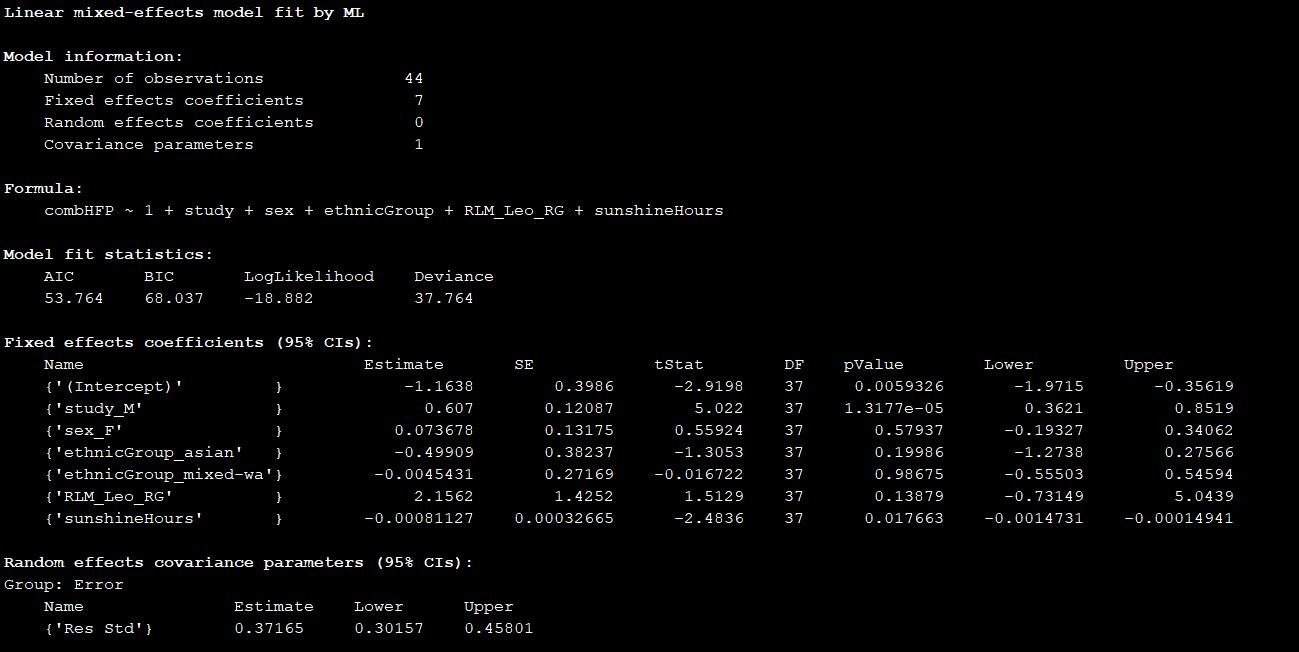 Linear mixed-effects model fit by ML
Model information:
Number of observations 44
Fixed effects coefficients 7
Random effects coefficients 0
Covariance parameters 1
Formula:
combHFP ~ 1 + study + sex + ethnicGroup + RLM_Leo_RG + sunshineHours
Model fit statistics:
AIC BIC LogLikelihood Deviance
53.764 68.037 -18.882 37.764
Fixed effects coefficients (95% CIs):
Name Estimate SE tStat DF pValue Lower Upper
{'(Intercept)' } -1.1638 0.3986 -2.9198 37 0.0059326 -1.9715 -0.35619
{'study_M' } 0.607 0.12087 5.022 37 1.3177e-05 0.3621 0.8519
{'sex_F' } 0.073678 0.13175 0.55924 37 0.57937 -0.19327 0.34062
{'ethnicGroup_asian' } -0.49909 0.38237 -1.3053 37 0.19986 -1.2738 0.27566
{'ethnicGroup_mixed-wa'} -0.0045431 0.27169 -0.016722 37 0.98675 -0.55503 0.54594
{'RLM_Leo_RG' } 2.1562 1.4252 1.5129 37 0.13879 -0.73149 5.0439
{'sunshineHours' } -0.00081127 0.00032665 -2.4836 37 0.017663 -0.0014731 -0.00014941
Random effects covariance parameters (95% CIs):
Group: Error
Name Estimate Lower Upper
{'Res Std'} 0.37165 0.30157 0.45801